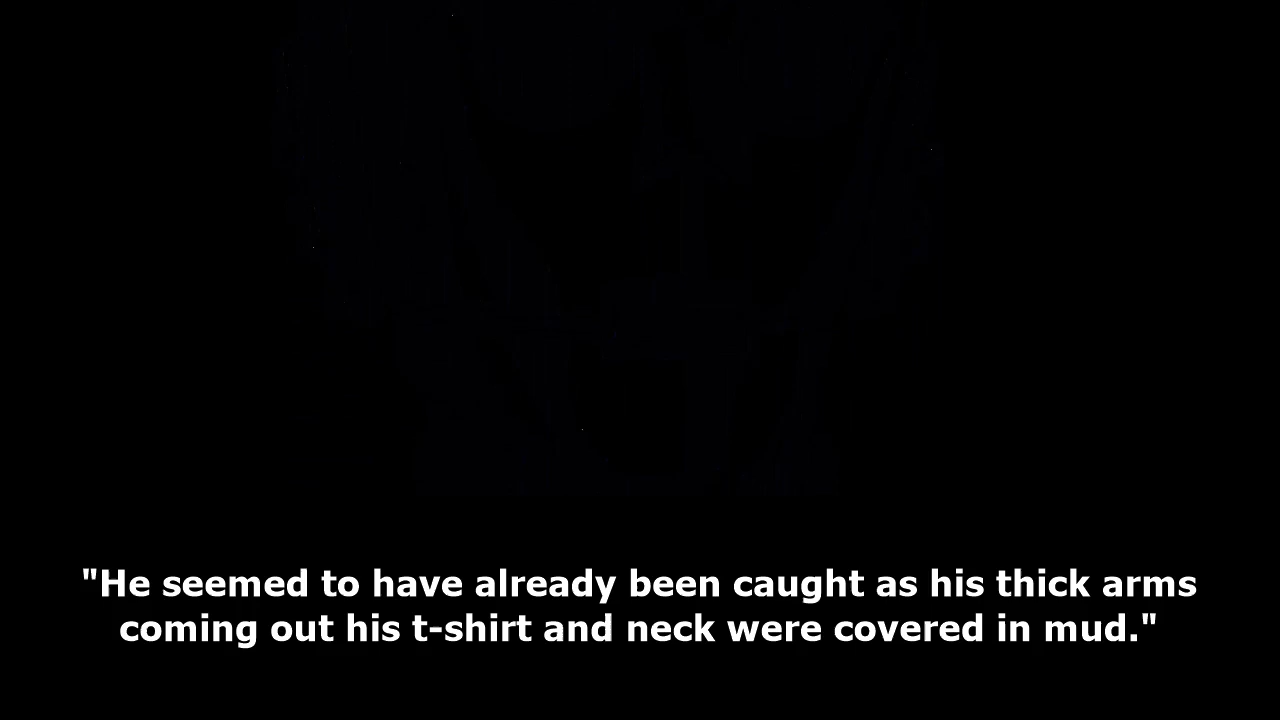 "He seemed to have already been caught as his thick arms
coming out his t-shirt and neck were covered in mud."